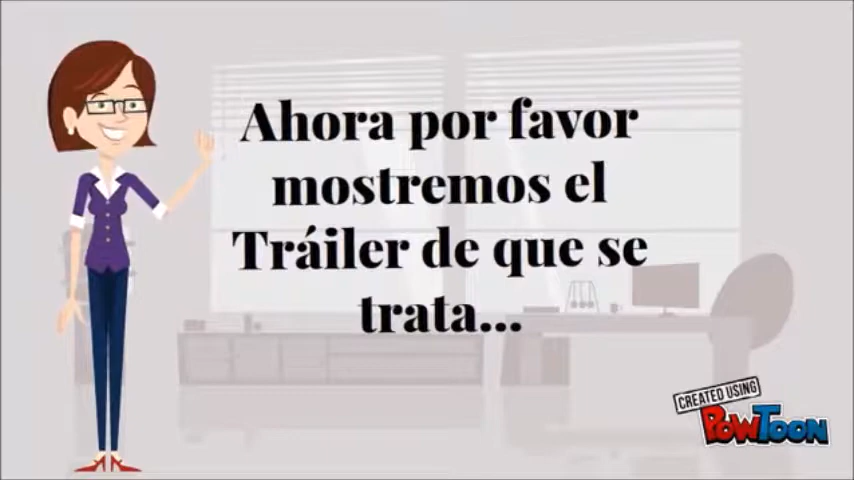 Ahora por favor
mostremos el
Tráiler de que se
trata...
CREATED USING
POWTOON